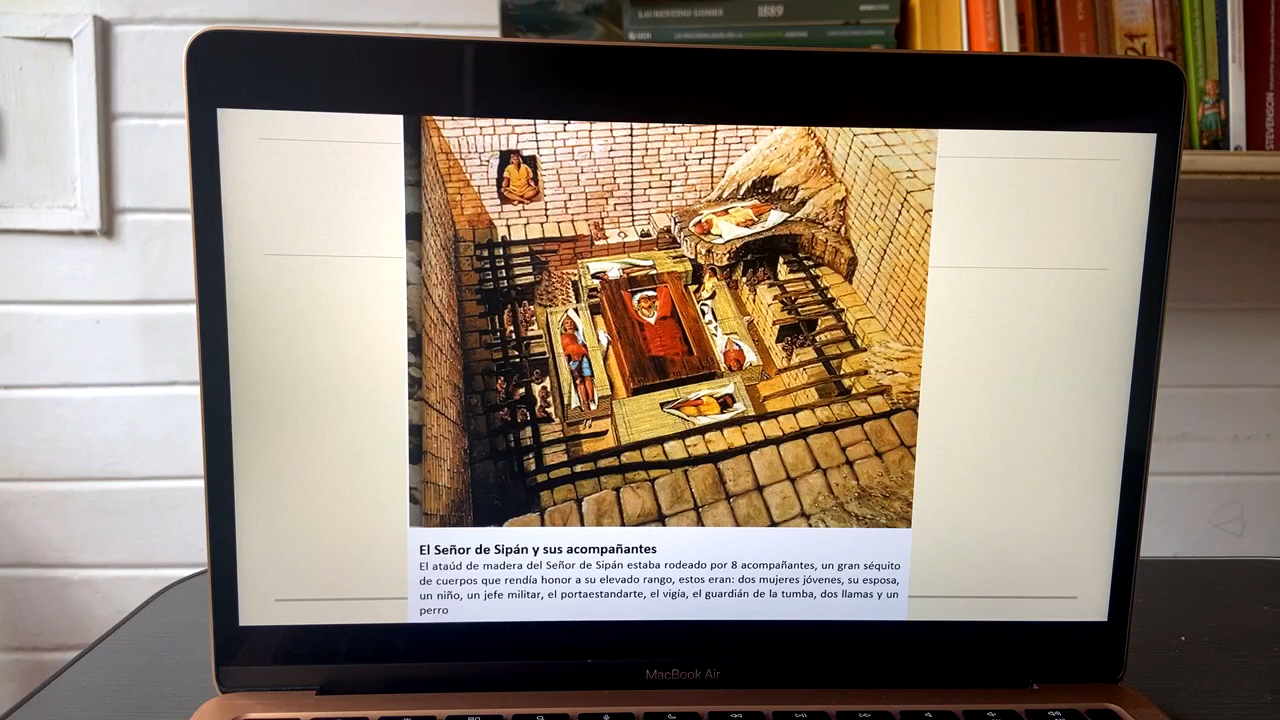 LAURENTINO GOMES 1889
21
STEVENSON
El Señor de Sipán y sus acompañantes
El ataúd de madera del Señor de Sipán estaba rodeado por 8 acompañantes, un gran séquito
de cuerpos que rendía honor a su elevado rango, estos eran: dos mujeres jóvenes, su esposa,
un niño, un jefe militar, el portaestandarte, el vigía, el guardián de la tumba, dos llamas y un
perro
MacBook Air